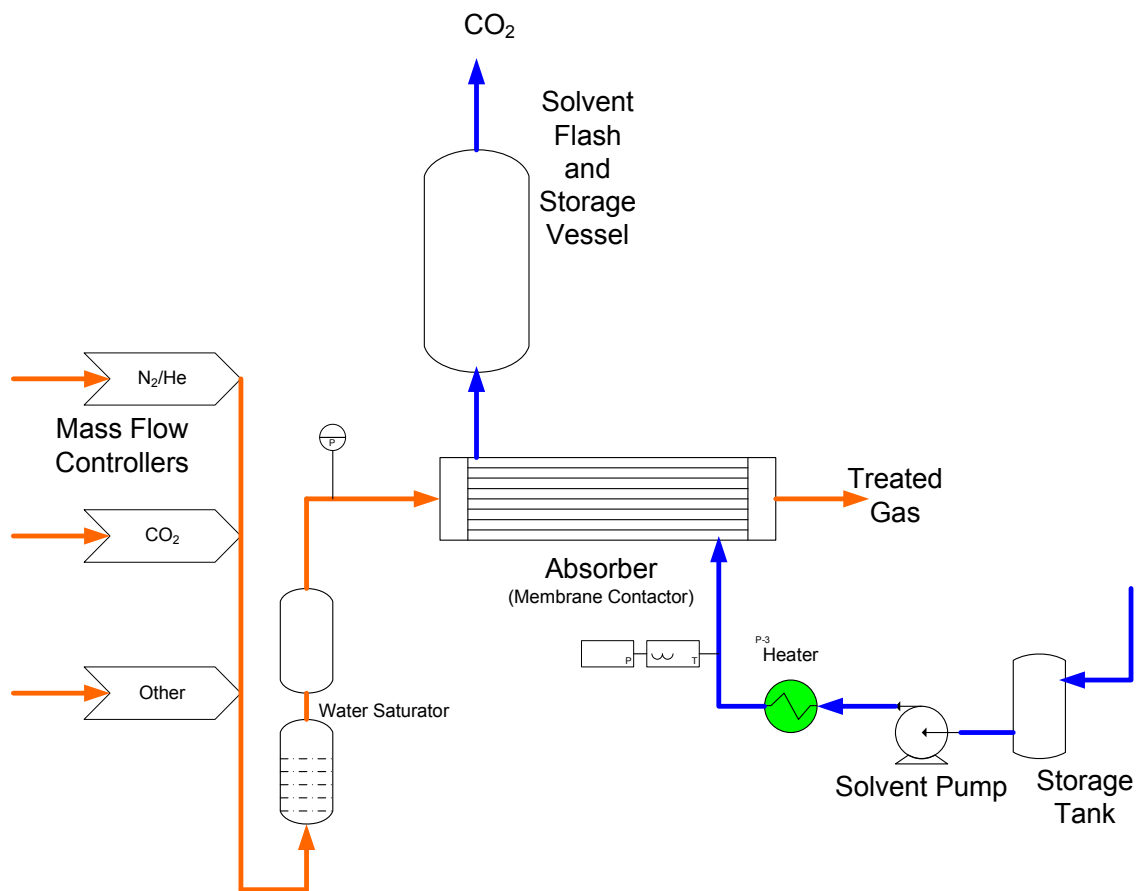 CO₂
Solvent
Flash
and
Storage
Vessel
N₂/He
Mass Flow
Controllers
P
CO₂
Treated
Gas
Absorber
(Membrane Contactor)
P
T
P-3
Heater
Other
Water Saturator
Solvent Pump
Storage
Tank